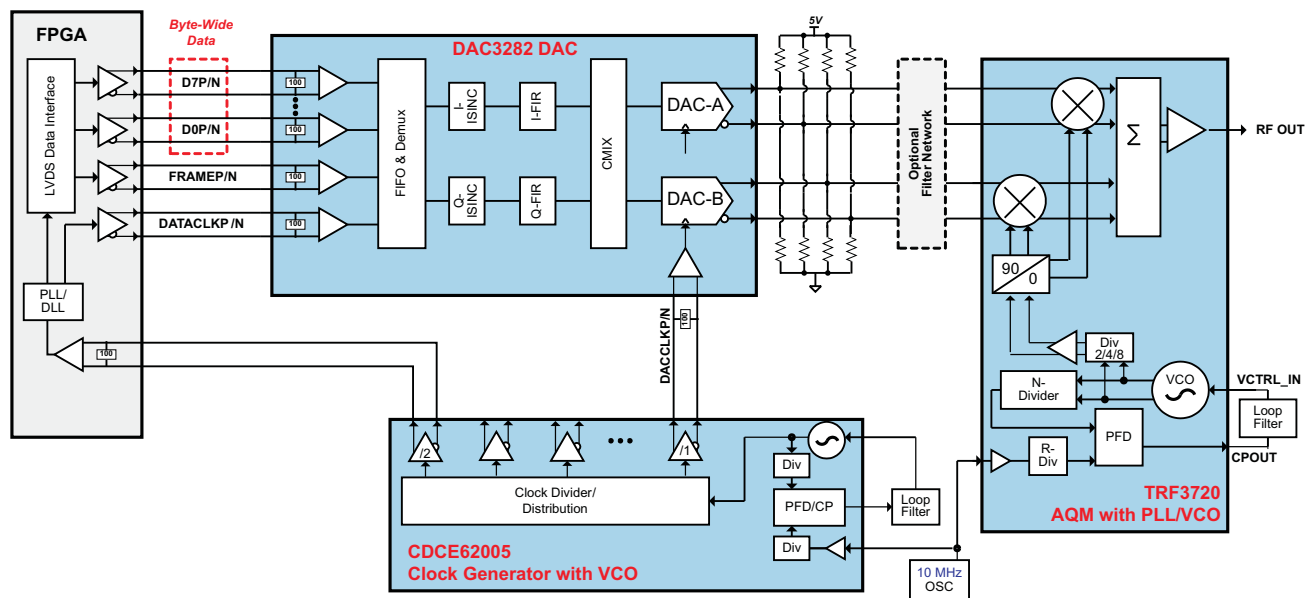 FPGA
Byte-Wide
Data
DAC3282 DAC
5V
LVDS Data Interface
D7P/N
100
D0P/N
100
FRAMEP/N
100
DATACLKP/N
100
FIFO & Demux
I-
ISINC
I-FIR
Q-
ISINC
Q-FIR
CMIX
DAC-A
DAC-B
Optional
Filter Network
Σ
RF OUT
90
0
PLL/
DLL
100
DACCLKP/N
100
Div
2/4/8
N-
Divider
VCO
VCTRL_IN
Loop
Filter
PFD
R-
Div
CPOUT
TRF3720
AQM with PLL/VCO
/2
/1
Clock Divider/
Distribution
Div
PFD/CP
Loop
Filter
Div
CDCE62005
Clock Generator with VCO
10 MHz
OSC